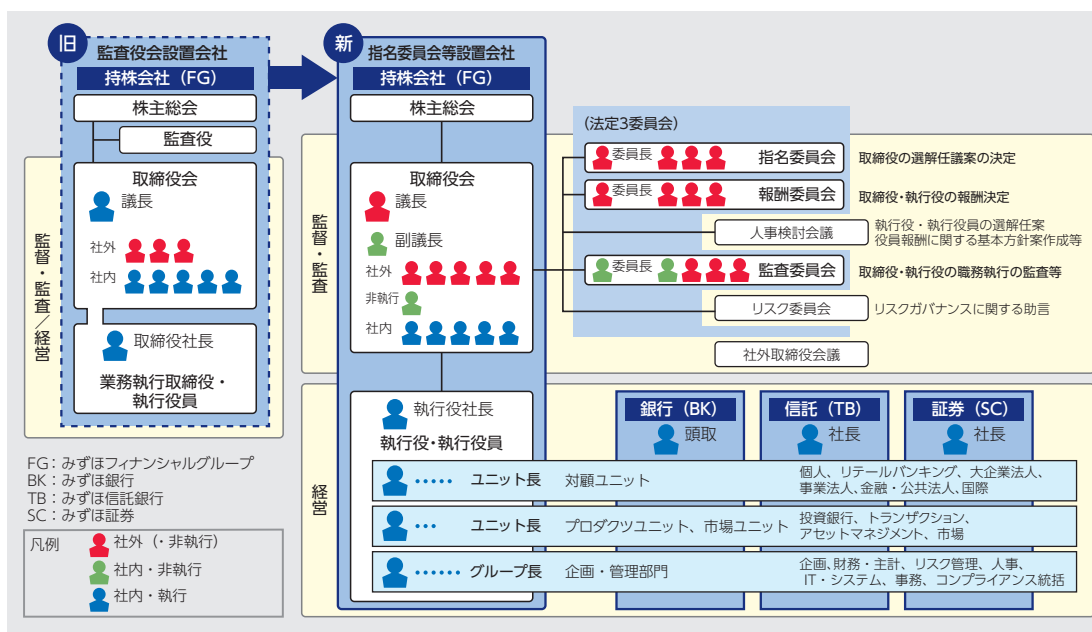 旧
監査役会設置会社
持株会社（FG）
株主総会
監査役
取締役会
議長
社外
社内
取締役社長
業務執行取締役・
執行役員
監督・監査／経営
新
指名委員会等設置会社
持株会社（FG）
株主総会
取締役会
議長
副議長
社外
非執行
社内
監督・監査
（法定3委員会）
委員長 指名委員会 取締役の選解任議案の決定
委員長 報酬委員会 取締役・執行役の報酬決定
人事検討会議 執行役・執行役員の選解任案
役員報酬に関する基本方針案作成等
委員長 監査委員会 取締役・執行役の職務執行の監査等
リスク委員会 リスクガバナンスに関する助言
社外取締役会議
経営
執行役社長
執行役・執行役員
銀行（BK）
頭取
信託（TB）
社長
証券（SC）
社長
ユニット長 対顧ユニット 個人、リテールバンキング、大企業法人、
事業法人、金融・公共法人、国際
ユニット長 プロダクツユニット、市場ユニット 投資銀行、トランザクション、
アセットマネジメント、市場
グループ長 企画・管理部門 企画、財務・主計、リスク管理、人事、
IT・システム、事務、コンプライアンス統括
FG：みずほフィナンシャルグループ
BK：みずほ銀行
TB：みずほ信託銀行
SC：みずほ証券
凡例
社外（・非執行）
社内・非執行
社内・執行